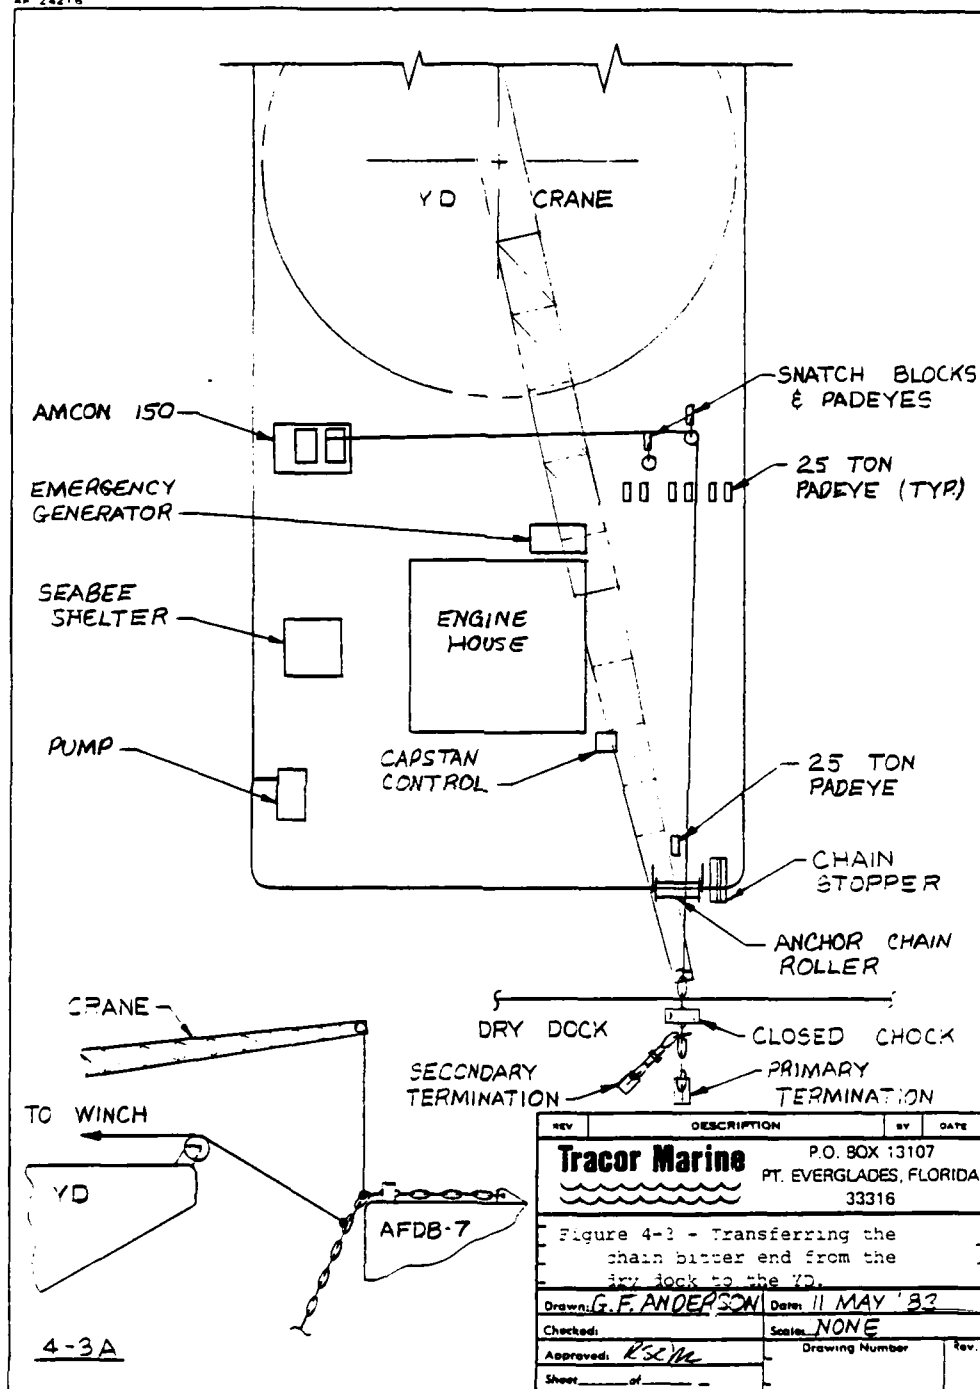 YD CRANE
SNATCH BLOCKS
& PADEYES
AMCON 150
25 TON
PADEYE (TYP.)
EMERGENCY
GENERATOR
SEABEE
SHELTER
ENGINE
HOUSE
PUMP
CAPSTAN
CONTROL
25 TON
PADEYE
CHAIN
STOPPER
ANCHOR CHAIN
ROLLER
CRANE
DRY DOCK
CLOSED CHOCK
SECONDARY
TERMINATION
PRIMARY
TERMINATION
TO WINCH
YD
AFDB-7
4-3A
REV DESCRIPTION BY DATE
Tracor Marine
P.O. BOX 13107
PT. EVERGLADES, FLORIDA
33316
Figure - Transferring the
chain bitter end from the
dry dock to the YD.
Drawn: G.F. ANDERSON Date: 11 MAY '83
Checked: Scale: NONE
Approved: Drawing Number Rev.
Sheet of